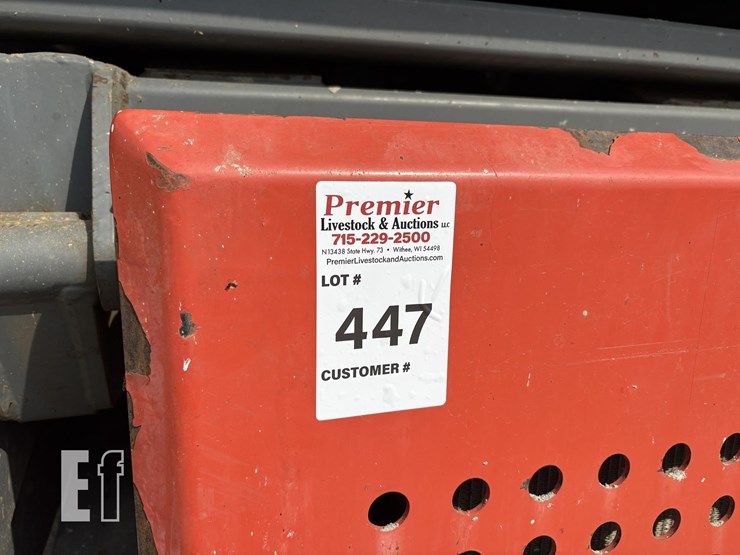 Premier
Livestock & Auctions LLC
715-229-2500
N13438 State Hwy. 73 • Withee, WI 54498
PremierLivestockandAuctions.com
LOT #
447
CUSTOMER #
Ef